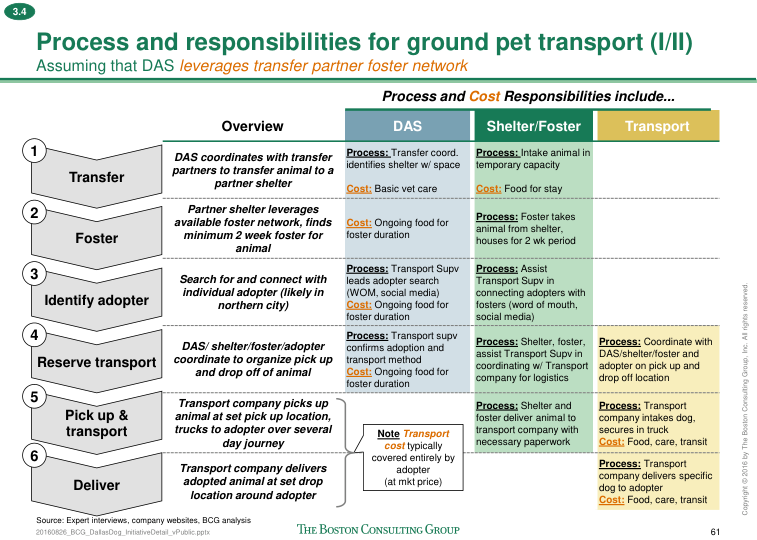 3.4
Process and responsibilities for ground pet transport (I/II)
Assuming that DAS leverages transfer partner foster network
Process and Cost Responsibilities include...
Overview
DAS
Shelter/Foster
Transport
1
Transfer
DAS coordinates with transfer
partners to transfer animal to a
partner shelter
Process: Transfer coord.
identifies shelter w/ space
Cost: Basic vet care
Process: Intake animal in
temporary capacity
Cost: Food for stay
2
Foster
Partner shelter leverages
available foster network, finds
minimum 2 week foster for
animal
Cost: Ongoing food for
foster duration
Process: Foster takes
animal from shelter,
houses for 2 wk period
3
Identify adopter
Search for and connect with
individual adopter (likely in
northern city)
Process: Transport Supv
leads adopter search
(WOM, social media)
Cost: Ongoing food for
foster duration
Process: Assist
Transport Supv in
connecting adopters with
fosters (word of mouth,
social media)
4
Reserve transport
DAS/ shelter/foster/adopter
coordinate to organize pick up
and drop off of animal
Process: Transport supv
confirms adoption and
transport method
Cost: Ongoing food for
foster duration
Process: Shelter, foster,
assist Transport Supv in
coordinating w/ Transport
company for logistics
Process: Coordinate with
DAS/shelter/foster and
adopter on pick up and
drop off location
5
Pick up &
transport
Transport company picks up
animal at set pick up location,
trucks to adopter over several
day journey
Note Transport
cost typically
covered entirely by
adopter
(at mkt price)
Process: Shelter and
foster deliver animal to
transport company with
necessary paperwork
Process: Transport
company intakes dog,
secures in truck
Cost: Food, care, transit
6
Deliver
Transport company delivers
adopted animal at set drop
location around adopter
Process: Transport
company delivers specific
dog to adopter
Cost: Food, care, transit
Source: Expert interviews, company websites, BCG analysis
20160826_BCG_DallasDog_InitiativeDetail_vPublic.pptx
THE BOSTON CONSULTING GROUP
61
Copyright © 2016 by The Boston Consulting Group, Inc. All rights reserved.